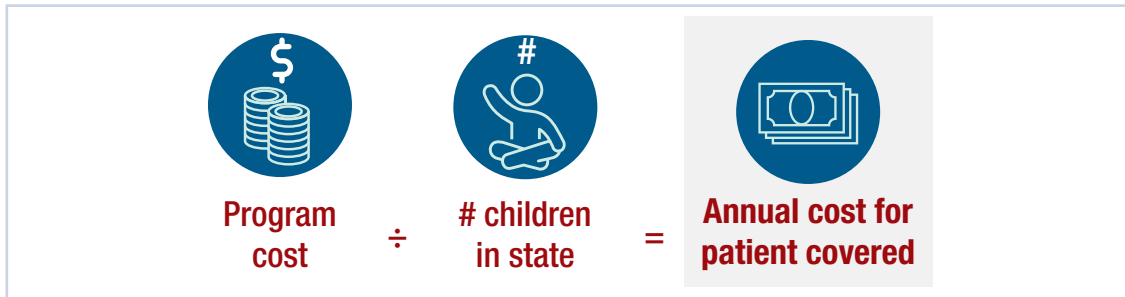 $
#
Program
cost
÷
# children
in state
=
Annual cost for
patient covered